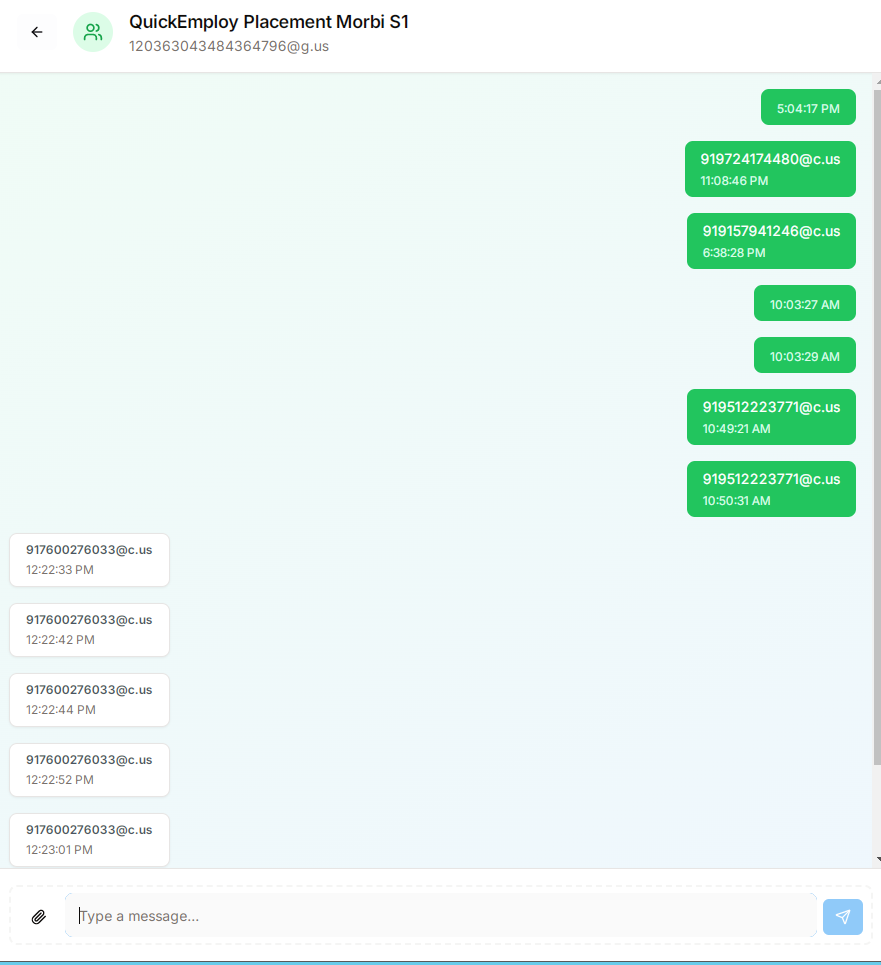 QuickEmploy Placement Morbi S1
120363043484364796@g.us
5:04:17 PM
919724174480@c.us
11:08:46 PM
919157941246@c.us
6:38:28 PM
10:03:27 AM
10:03:29 AM
919512223771@c.us
10:49:21 AM
919512223771@c.us
10:50:31 AM
917600276033@c.us
12:22:33 PM
917600276033@c.us
12:22:42 PM
917600276033@c.us
12:22:44 PM
917600276033@c.us
12:22:52 PM
917600276033@c.us
12:23:01 PM
Type a message...